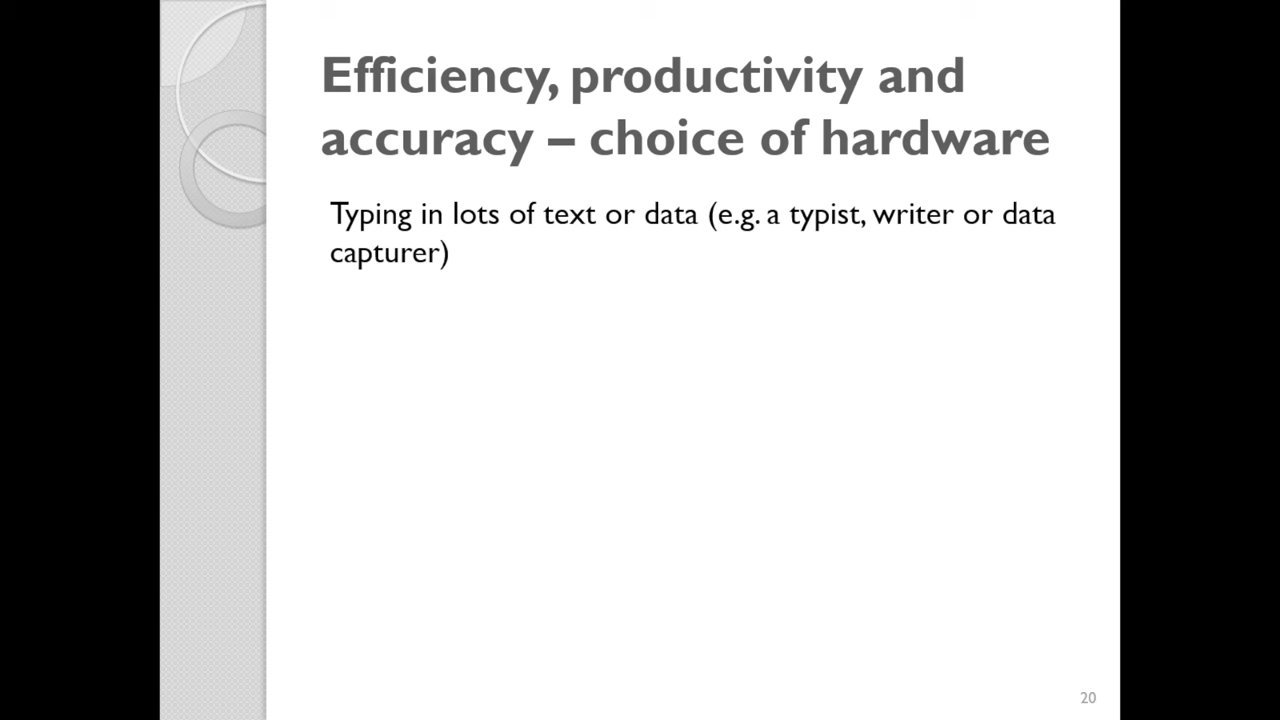 Efficiency, productivity and
accuracy – choice of hardware
Typing in lots of text or data (e.g. a typist, writer or data
capturer)
20